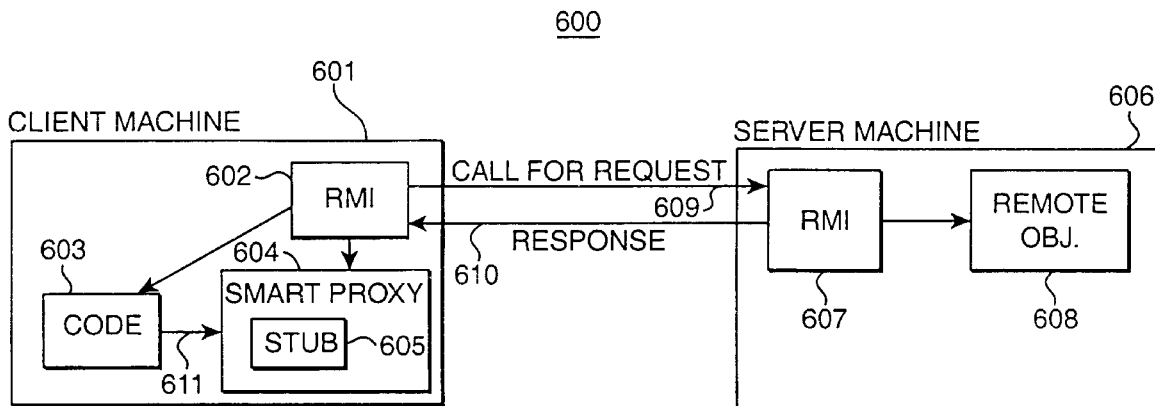 600
601
CLIENT MACHINE
606
SERVER MACHINE
602
RMI
CALL FOR REQUEST
609
RESPONSE
610
RMI
607
REMOTE
OBJ.
608
603
CODE
611
604
SMART PROXY
STUB
605